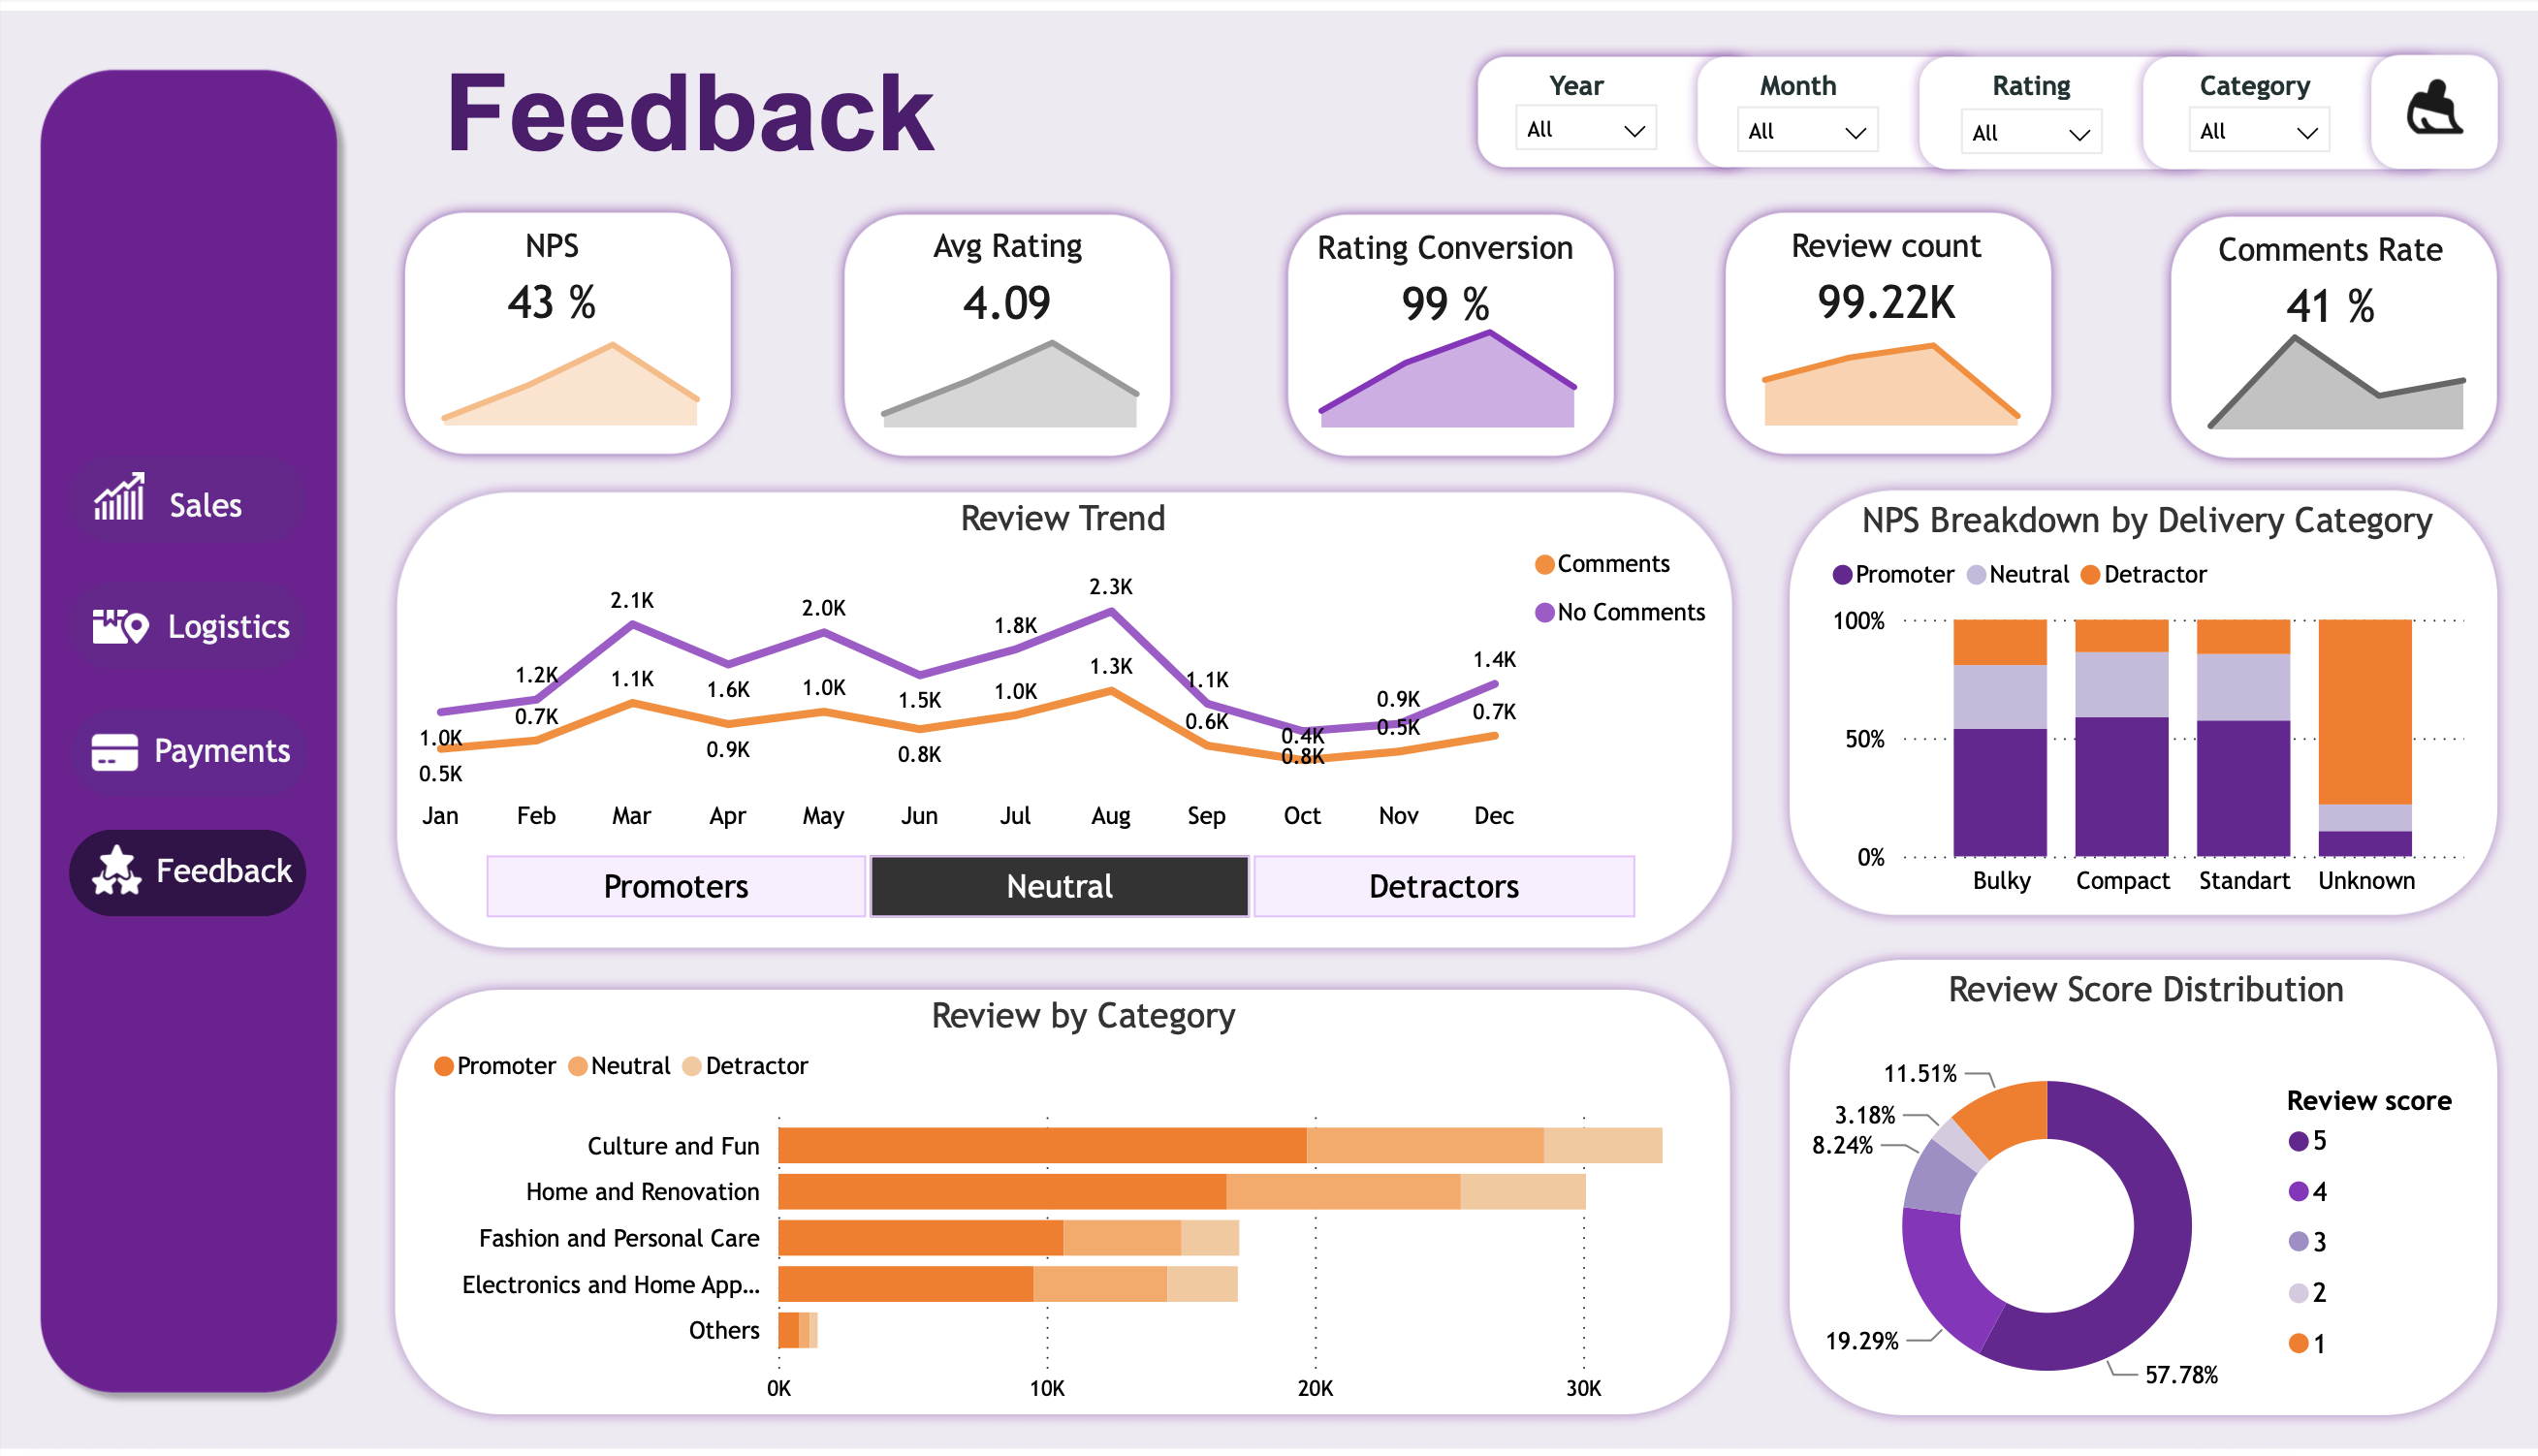 Feedback
Year Month Rating Category
All All All All
Sales
Logistics
Payments
Feedback
NPS
43 %
Avg Rating
4.09
Rating Conversion
99 %
Review count
99.22K
Comments Rate
41 %
Review Trend
Comments
No Comments
1.0K 1.2K 2.1K 1.6K 2.0K 1.5K 1.8K 2.3K 1.1K 0.8K 0.9K 1.4K
0.5K 0.7K 1.1K 0.9K 1.0K 0.8K 1.0K 1.3K 0.6K 0.4K 0.5K 0.7K
Jan Feb Mar Apr May Jun Jul Aug Sep Oct Nov Dec
Promoters Neutral Detractors
NPS Breakdown by Delivery Category
Promoter Neutral Detractor
100%
50%
0%
Bulky Compact Standart Unknown
Review by Category
Promoter Neutral Detractor
Culture and Fun
Home and Renovation
Fashion and Personal Care
Electronics and Home App...
Others
0K 10K 20K 30K
Review Score Distribution
11.51%
3.18%
8.24%
19.29%
57.78%
Review score
5
4
3
2
1